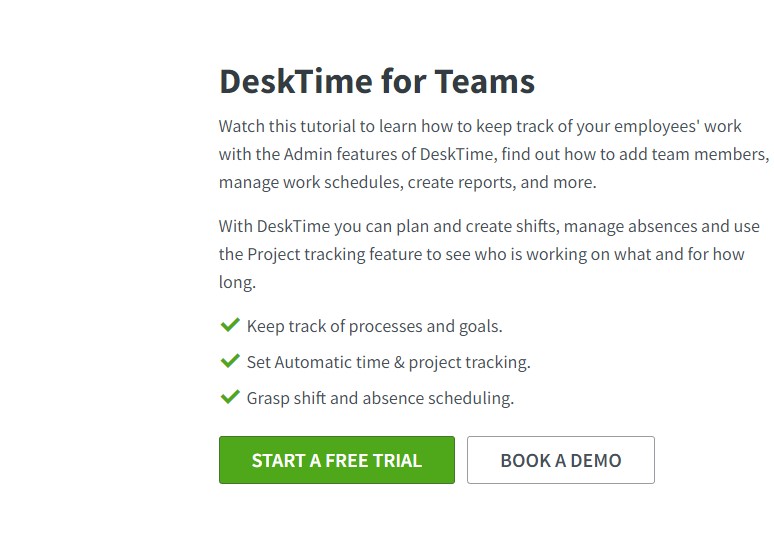 DeskTime for Teams
Watch this tutorial to learn how to keep track of your employees' work
with the Admin features of DeskTime, find out how to add team members,
manage work schedules, create reports, and more.
With DeskTime you can plan and create shifts, manage absences and use
the Project tracking feature to see who is working on what and for how
long.
Keep track of processes and goals.
Set Automatic time & project tracking.
Grasp shift and absence scheduling.
START A FREE TRIAL
BOOK A DEMO